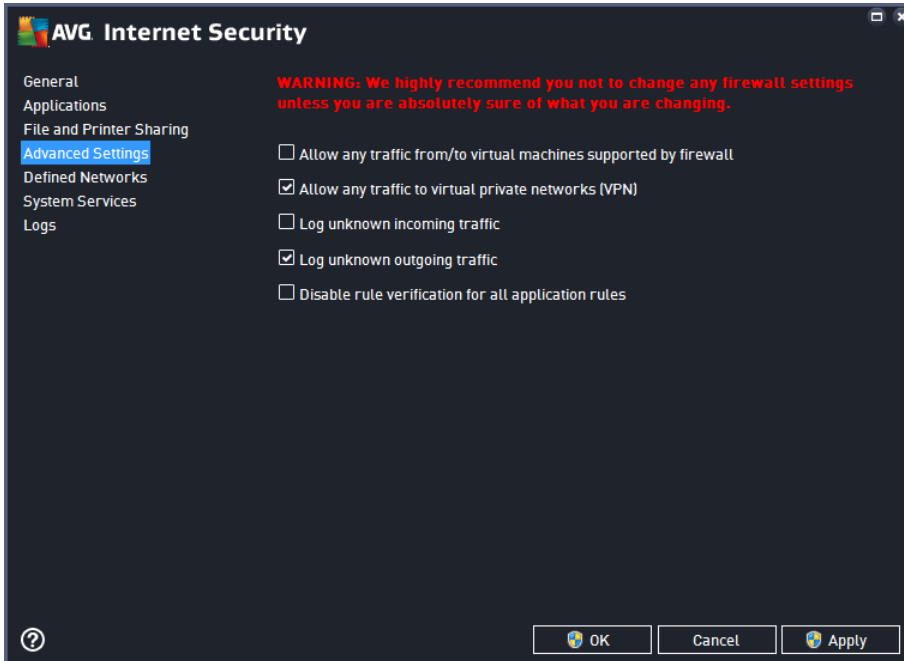 AVG Internet Security
General
Applications
File and Printer Sharing
Advanced Settings
Defined Networks
System Services
Logs
WARNING: We highly recommend you not to change any firewall settings
unless you are absolutely sure of what you are changing.
Allow any traffic from/to virtual machines supported by firewall
Allow any traffic to virtual private networks (VPN)
Log unknown incoming traffic
Log unknown outgoing traffic
Disable rule verification for all application rules
?
OK
Cancel
Apply